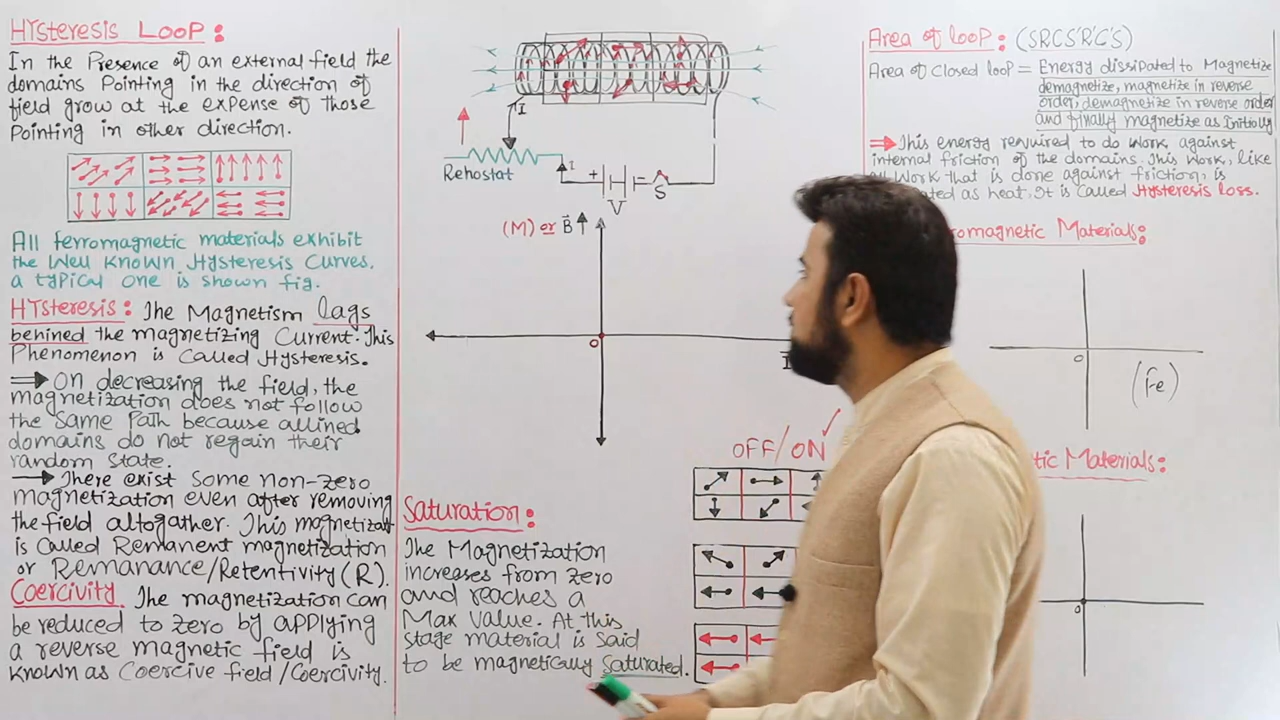 Hysteresis Loop:
In the Presence of an external field the
domains Pointing in the direction of
field grow at the expense of those
Pointing in other direction.
All ferromagnetic materials exhibit
the Well known Hysteresis Curves.
a typical one is shown fig.
HYsteresis: The Magnetism lags
behined the magnetizing Current. This
Phenomenon is Called Hysteresis.
⇒ On decreasing the field, the
magnetization does not follow
the Same Path because allined
domains do not regain their
random state.
→ There exist Some non-zero
magnetization even after removing
the field altogather. This magnetizat
is called Remanent magnetization
or Remanance/Retentivity (R).
Coercivity The magnetization can
be reduced to zero by applying
a reverse magnetic field is
known as Coercive field/Coercivity.
I
Rehostat
I
+
-
S
V
(M) or B
O
I
OFF/ON ✓
Saturation:
The Magnetization
increases from zero
and reaches a
Max Value. At this
stage material is said
to be magnetically Saturated.
Area of loop: (SRCS'R'C'S)
Area of Closed loop = Energy dissipated to Magnetize
demagnetize, magnetize in reverse
order, demagnetize in reverse order
and finally magnetize as Initially
⇒ This energy required to do work against
internal friction of the domains. This work, like
work that is done against friction, is
as heat. It is called Hysteresis loss.
Materials:
O
(Fe)
Materials:
O